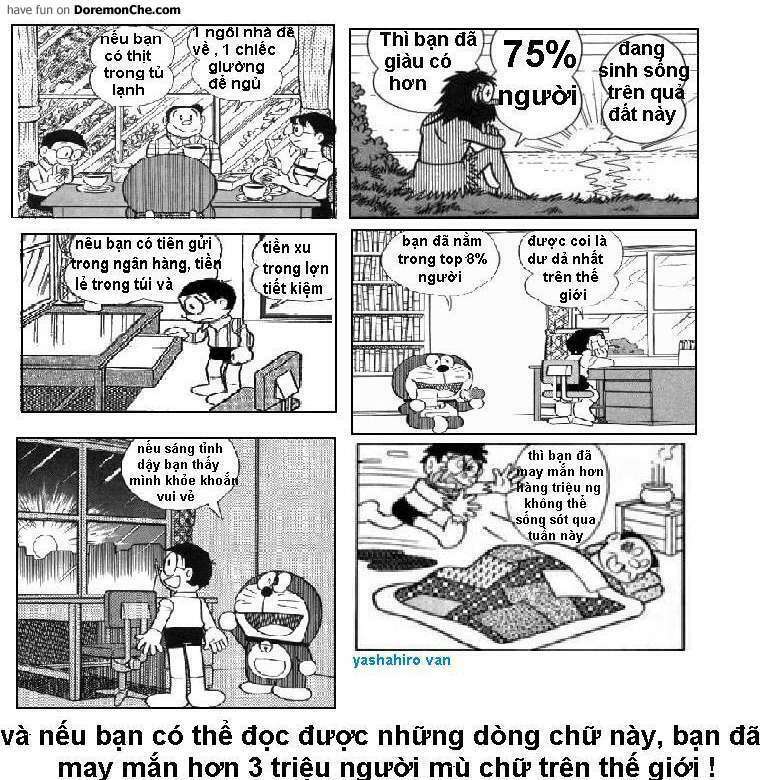 have fun on DoremonChe.com
nếu bạn
có thịt
trong tủ
lạnh
1 ngôi nhà đề
về , 1 chiếc
giường
đề ngủ
Thì bạn đã
giàu có
hơn
75%
người
đang
sinh sống
trên quả
đất này
nêu bạn có tiên gửi
trong ngân hàng, tiền
lẻ trong túi và
tiền xu
trong lợn
tiết kiệm
bạn đã nằm
trong top 8%
người
được coi là
dư dả nhất
trên thế
giới
nếu sáng tỉnh
dậy bạn thấy
mình khỏe khoắn
vui vẻ
thì bạn đã
may mắn hơn
hàng triệu ng
không thể
sống sót qua
tuần này
yashahiro van
và nếu bạn có thể đọc được những dòng chữ này, bạn đã
may mắn hơn 3 triệu người mù chữ trên thế giới !